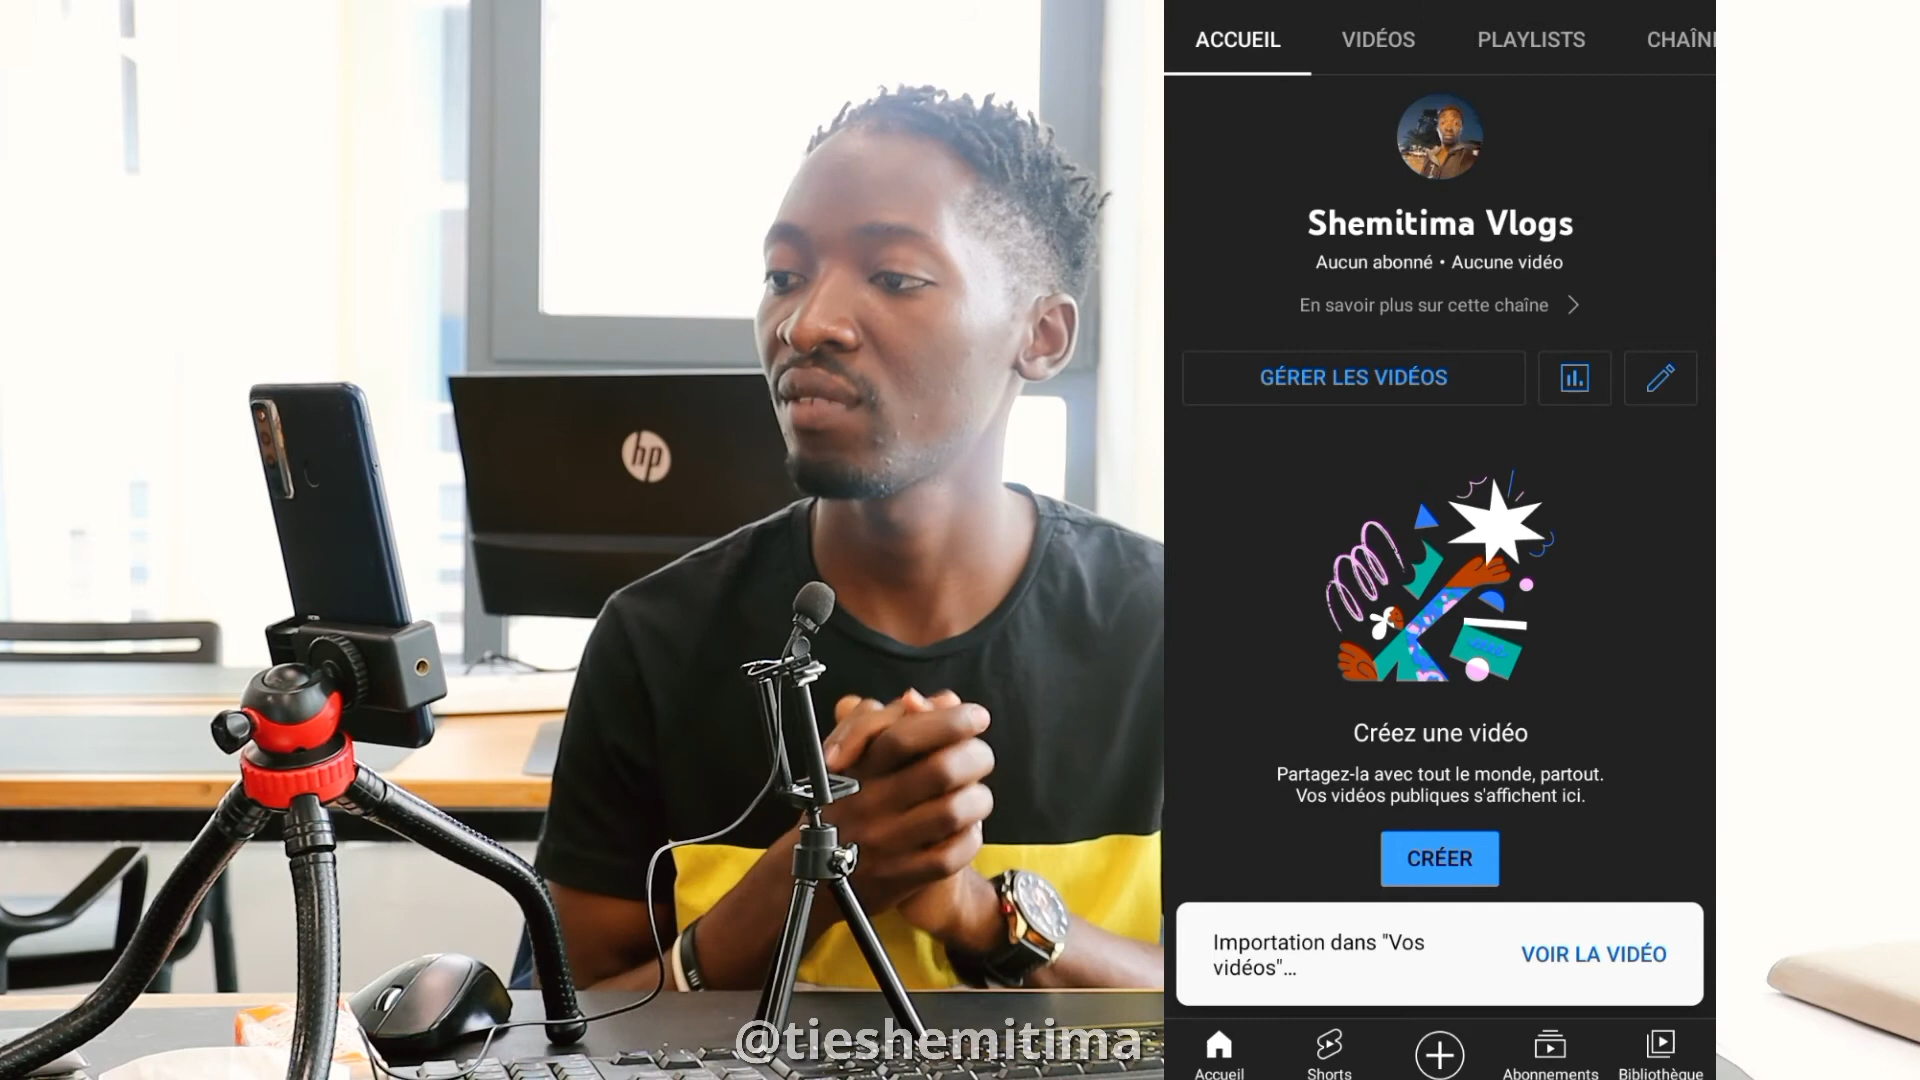 hp
@tieshemitima
ACCUEIL VIDÉOS PLAYLISTS CHAÎN
Shemitima Vlogs
Aucun abonné • Aucune vidéo
En savoir plus sur cette chaîne
GÉRER LES VIDÉOS
Créez une vidéo
Partagez-la avec tout le monde, partout.
Vos vidéos publiques s'affichent ici.
CRÉER
Importation dans "Vos
vidéos"...
VOIR LA VIDÉO
Accueil Shorts Abonnements Bibliothèque